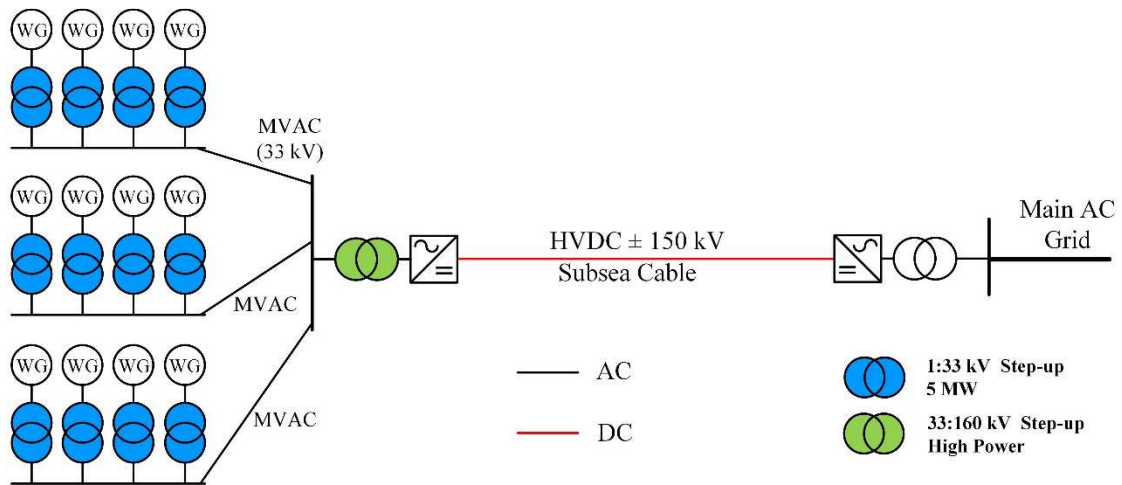 WG WG WG WG
MVAC
(33 kV)
WG WG WG WG
MVAC
HVDC ± 150 kV
Subsea Cable
Main AC
Grid
WG WG WG WG
MVAC
AC
DC
1:33 kV Step-up
5 MW
33:160 kV Step-up
High Power